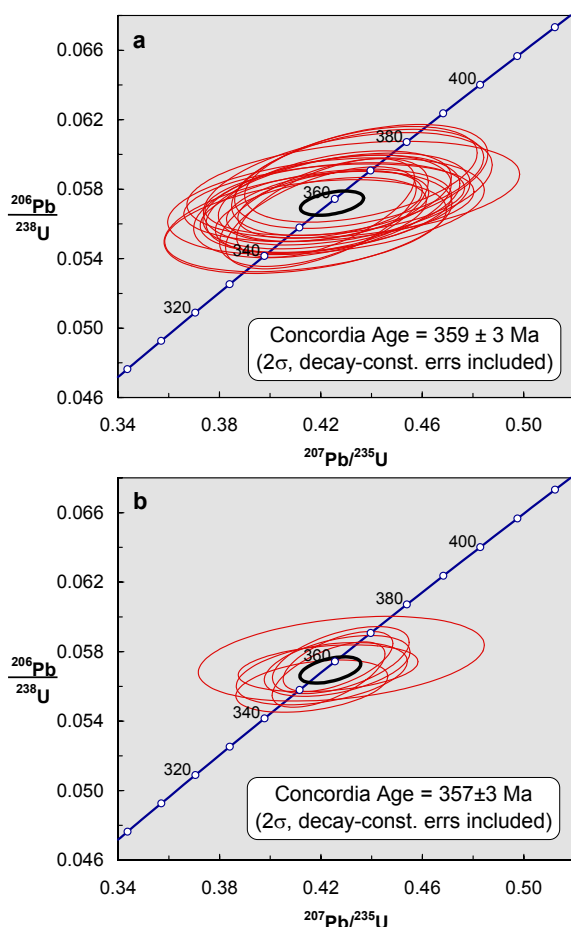 a
0.066
0.062
0.058
0.054
0.050
0.046
206Pb
238U
400
380
360
340
320
Concordia Age = 359 ± 3 Ma
(2σ, decay-const. errs included)
0.34 0.38 0.42 0.46 0.50
207Pb/235U
b
0.066
0.062
0.058
0.054
0.050
0.046
206Pb
238U
400
380
360
340
320
Concordia Age = 357±3 Ma
(2σ, decay-const. errs included)
0.34 0.38 0.42 0.46 0.50
207Pb/235U